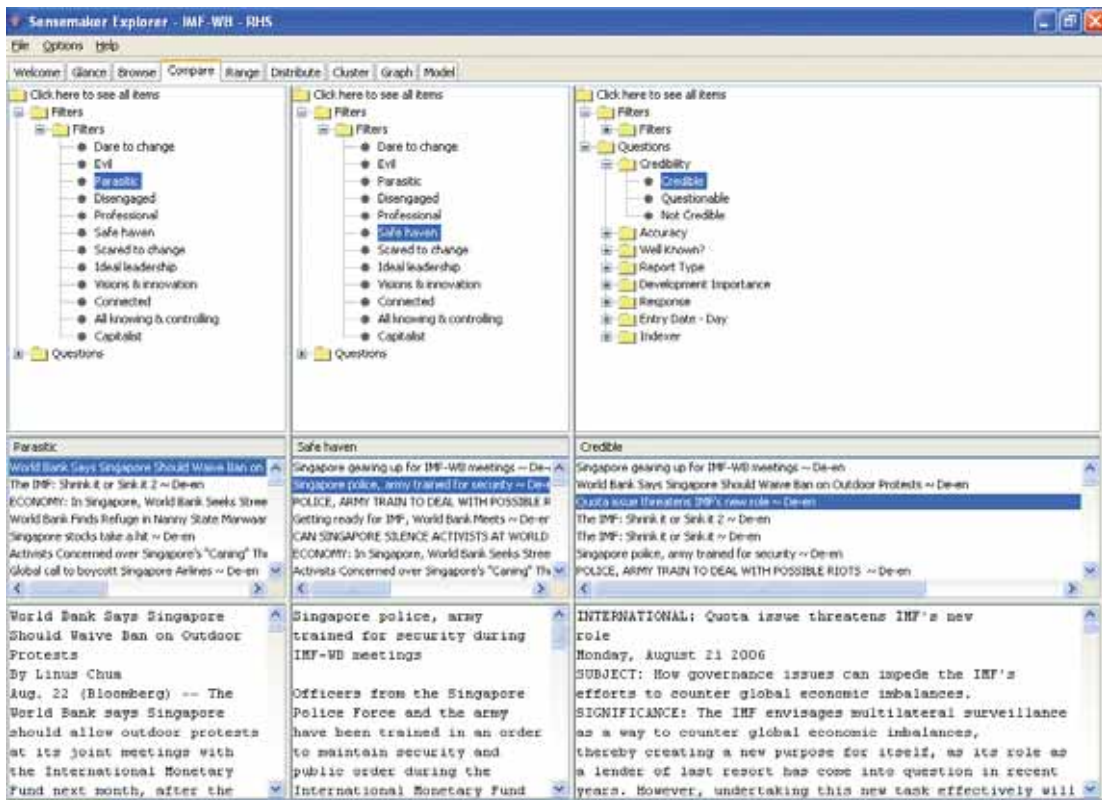 Sensemaker Explorer - IMF-WB - RHS
File Options Help
Welcome Glance Browse Compare Range Distribute Cluster Graph Model
Click here to see all items
Filters
Filters
Dare to change
Evil
Parasitic
Disengaged
Professional
Safe haven
Scared to change
Ideal leadership
Visions & innovation
Connected
All knowing & controlling
Capitalist
Questions
Click here to see all items
Filters
Filters
Dare to change
Evil
Parasitic
Disengaged
Professional
Safe haven
Scared to change
Ideal leadership
Visions & innovation
Connected
All knowing & controlling
Capitalist
Questions
Click here to see all items
Filters
Filters
Questions
Credibility
Credible
Questionable
Not Credible
Accuracy
Well Known?
Report Type
Development Importance
Response
Entry Date - Day
Indexer
Parasitic
World Bank Says Singapore Should Waive Ban on
The IMF: Shrink it or Sink it 2 ~ De-en
ECONOMY: In Singapore, World Bank Seeks Stree
World Bank Finds Refuge in Nanny State Marwaar
Singapore stocks take a hit ~ De-en
Activists Concerned over Singapore's "Caning" Thr
Global call to boycott Singapore Airlines ~ De-en
Safe haven
Singapore gearing up for IMF-WB meetings ~ De-e
Singapore police, army trained for security ~ De-e
POLICE, ARMY TRAIN TO DEAL WITH POSSIBLE R
Getting ready for IMF, World Bank Meets ~ De-er
CAN SINGAPORE SILENCE ACTIVISTS AT WORLD
ECONOMY: In Singapore, World Bank Seeks Stree
Activists Concerned over Singapore's "Caning" Th
Credible
Singapore gearing up for IMF-WB meetings ~ De-en
World Bank Says Singapore Should Waive Ban on Outdoor Protests ~ De-en
Quota issue threatens IMF's new role ~ De-en
The IMF: Shrink it or Sink it 2 ~ De-en
The IMF: Shrink it or Sink it ~ De-en
Singapore police, army trained for security ~ De-en
POLICE, ARMY TRAIN TO DEAL WITH POSSIBLE RIOTS ~ De-en
World Bank Says Singapore
Should Waive Ban on Outdoor
Protests
By Linus Chua
Aug. 22 (Bloomberg) -- The
World Bank says Singapore
should allow outdoor protests
at its joint meetings with
the International Monetary
Fund next month, after the
Singapore police, army
trained for security during
IMF-WB meetings
Officers from the Singapore
Police Force and the army
have been trained in an order
to maintain security and
public order during the
International Monetary Fund
INTERNATIONAL: Quota issue threatens IMF's new
role
Monday, August 21 2006
SUBJECT: How governance issues can impede the IMF's
efforts to counter global economic imbalances.
SIGNIFICANCE: The IMF envisages multilateral surveillance
as a way to counter global economic imbalances,
thereby creating a new purpose for itself, as its role as
a lender of last resort has come into question in recent
years. However, undertaking this new task effectively will